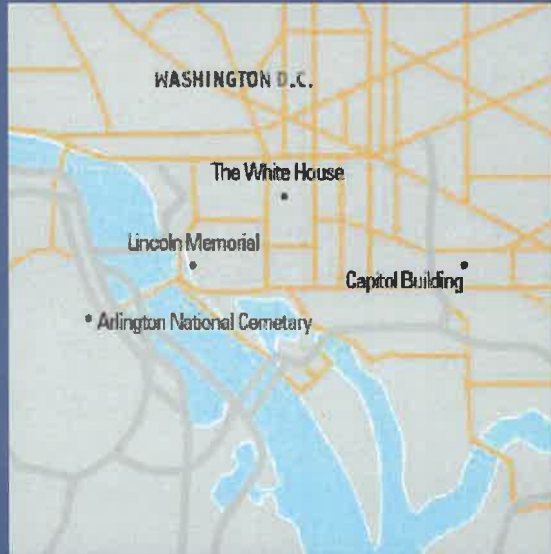 WASHINGTON D.C.
The White House
Lincoln Memorial
Capitol Building
Arlington National Cemetary